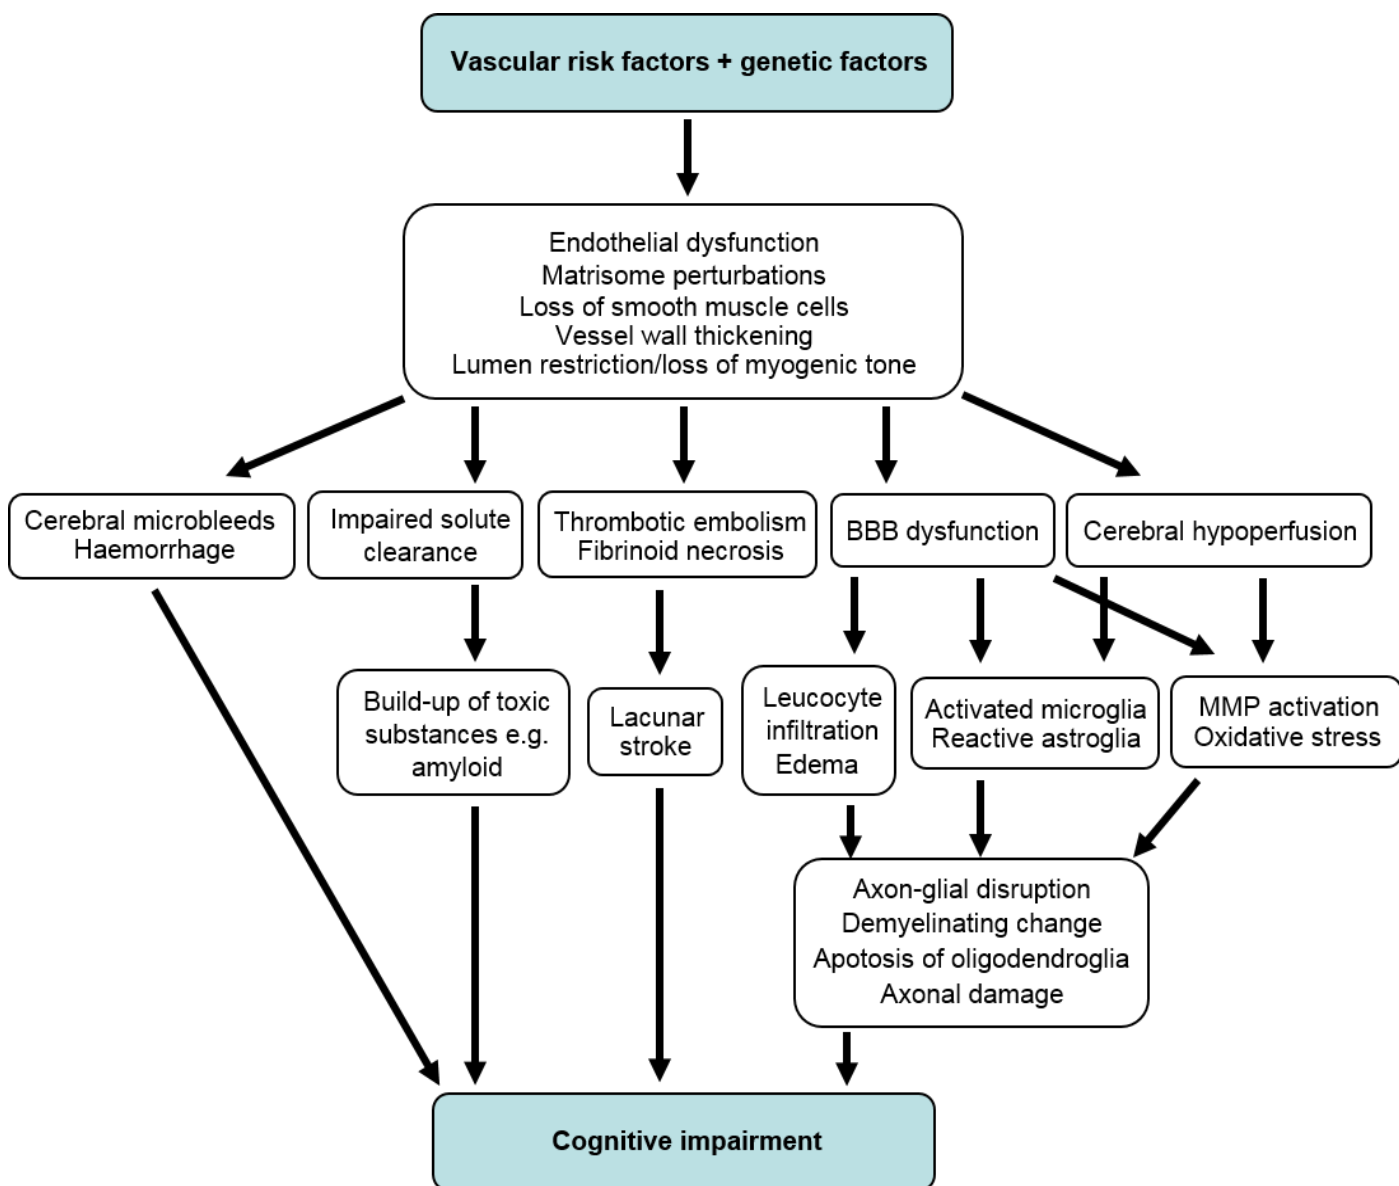 Vascular risk factors + genetic factors
Endothelial dysfunction
Matrisome perturbations
Loss of smooth muscle cells
Vessel wall thickening
Lumen restriction/loss of myogenic tone
Cerebral microbleeds
Haemorrhage
Impaired solute
clearance
Thrombotic embolism
Fibrinoid necrosis
BBB dysfunction
Cerebral hypoperfusion
Build-up of toxic
substances e.g.
amyloid
Lacunar
stroke
Leucocyte
infiltration
Edema
Activated microglia
Reactive astroglia
MMP activation
Oxidative stress
Axon-glial disruption
Demyelinating change
Apotosis of oligodendroglia
Axonal damage
Cognitive impairment